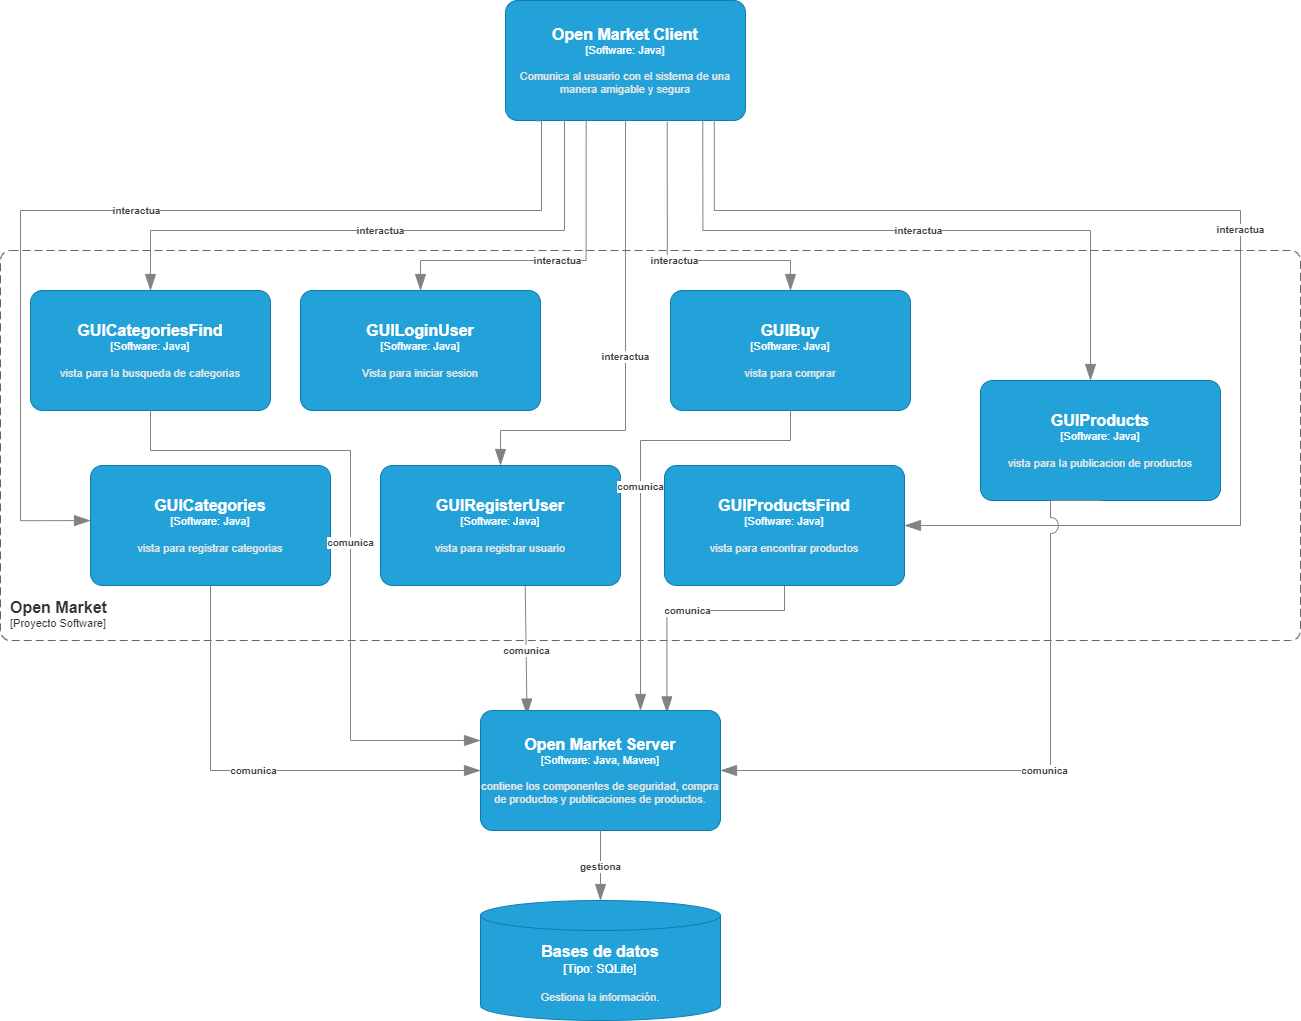 Open Market Client
[Software: Java]
Comunica al usuario con el sistema de una
manera amigable y segura
interactua
interactua
interactua
interactua
interactua
interactua
interactua
GUICategoriesFind
[Software: Java]
vista para la busqueda de categorias
GUILoginUser
[Software: Java]
Vista para iniciar sesion
GUIBuy
[Software: Java]
vista para comprar
GUIProducts
[Software: Java]
vista para la publicacion de productos
GUICategories
[Software: Java]
vista para registrar categorias
comunica
GUIRegisterUser
[Software: Java]
vista para registrar usuario
comunica
GUIProductsFind
[Software: Java]
vista para encontrar productos
Open Market
[Proyecto Software]
comunica
comunica
comunica
comunica
Open Market Server
[Software: Java, Maven]
contiene los componentes de seguridad, compra
de productos y publicaciones de productos.
gestiona
Bases de datos
[Tipo: SQLite]
Gestiona la información.